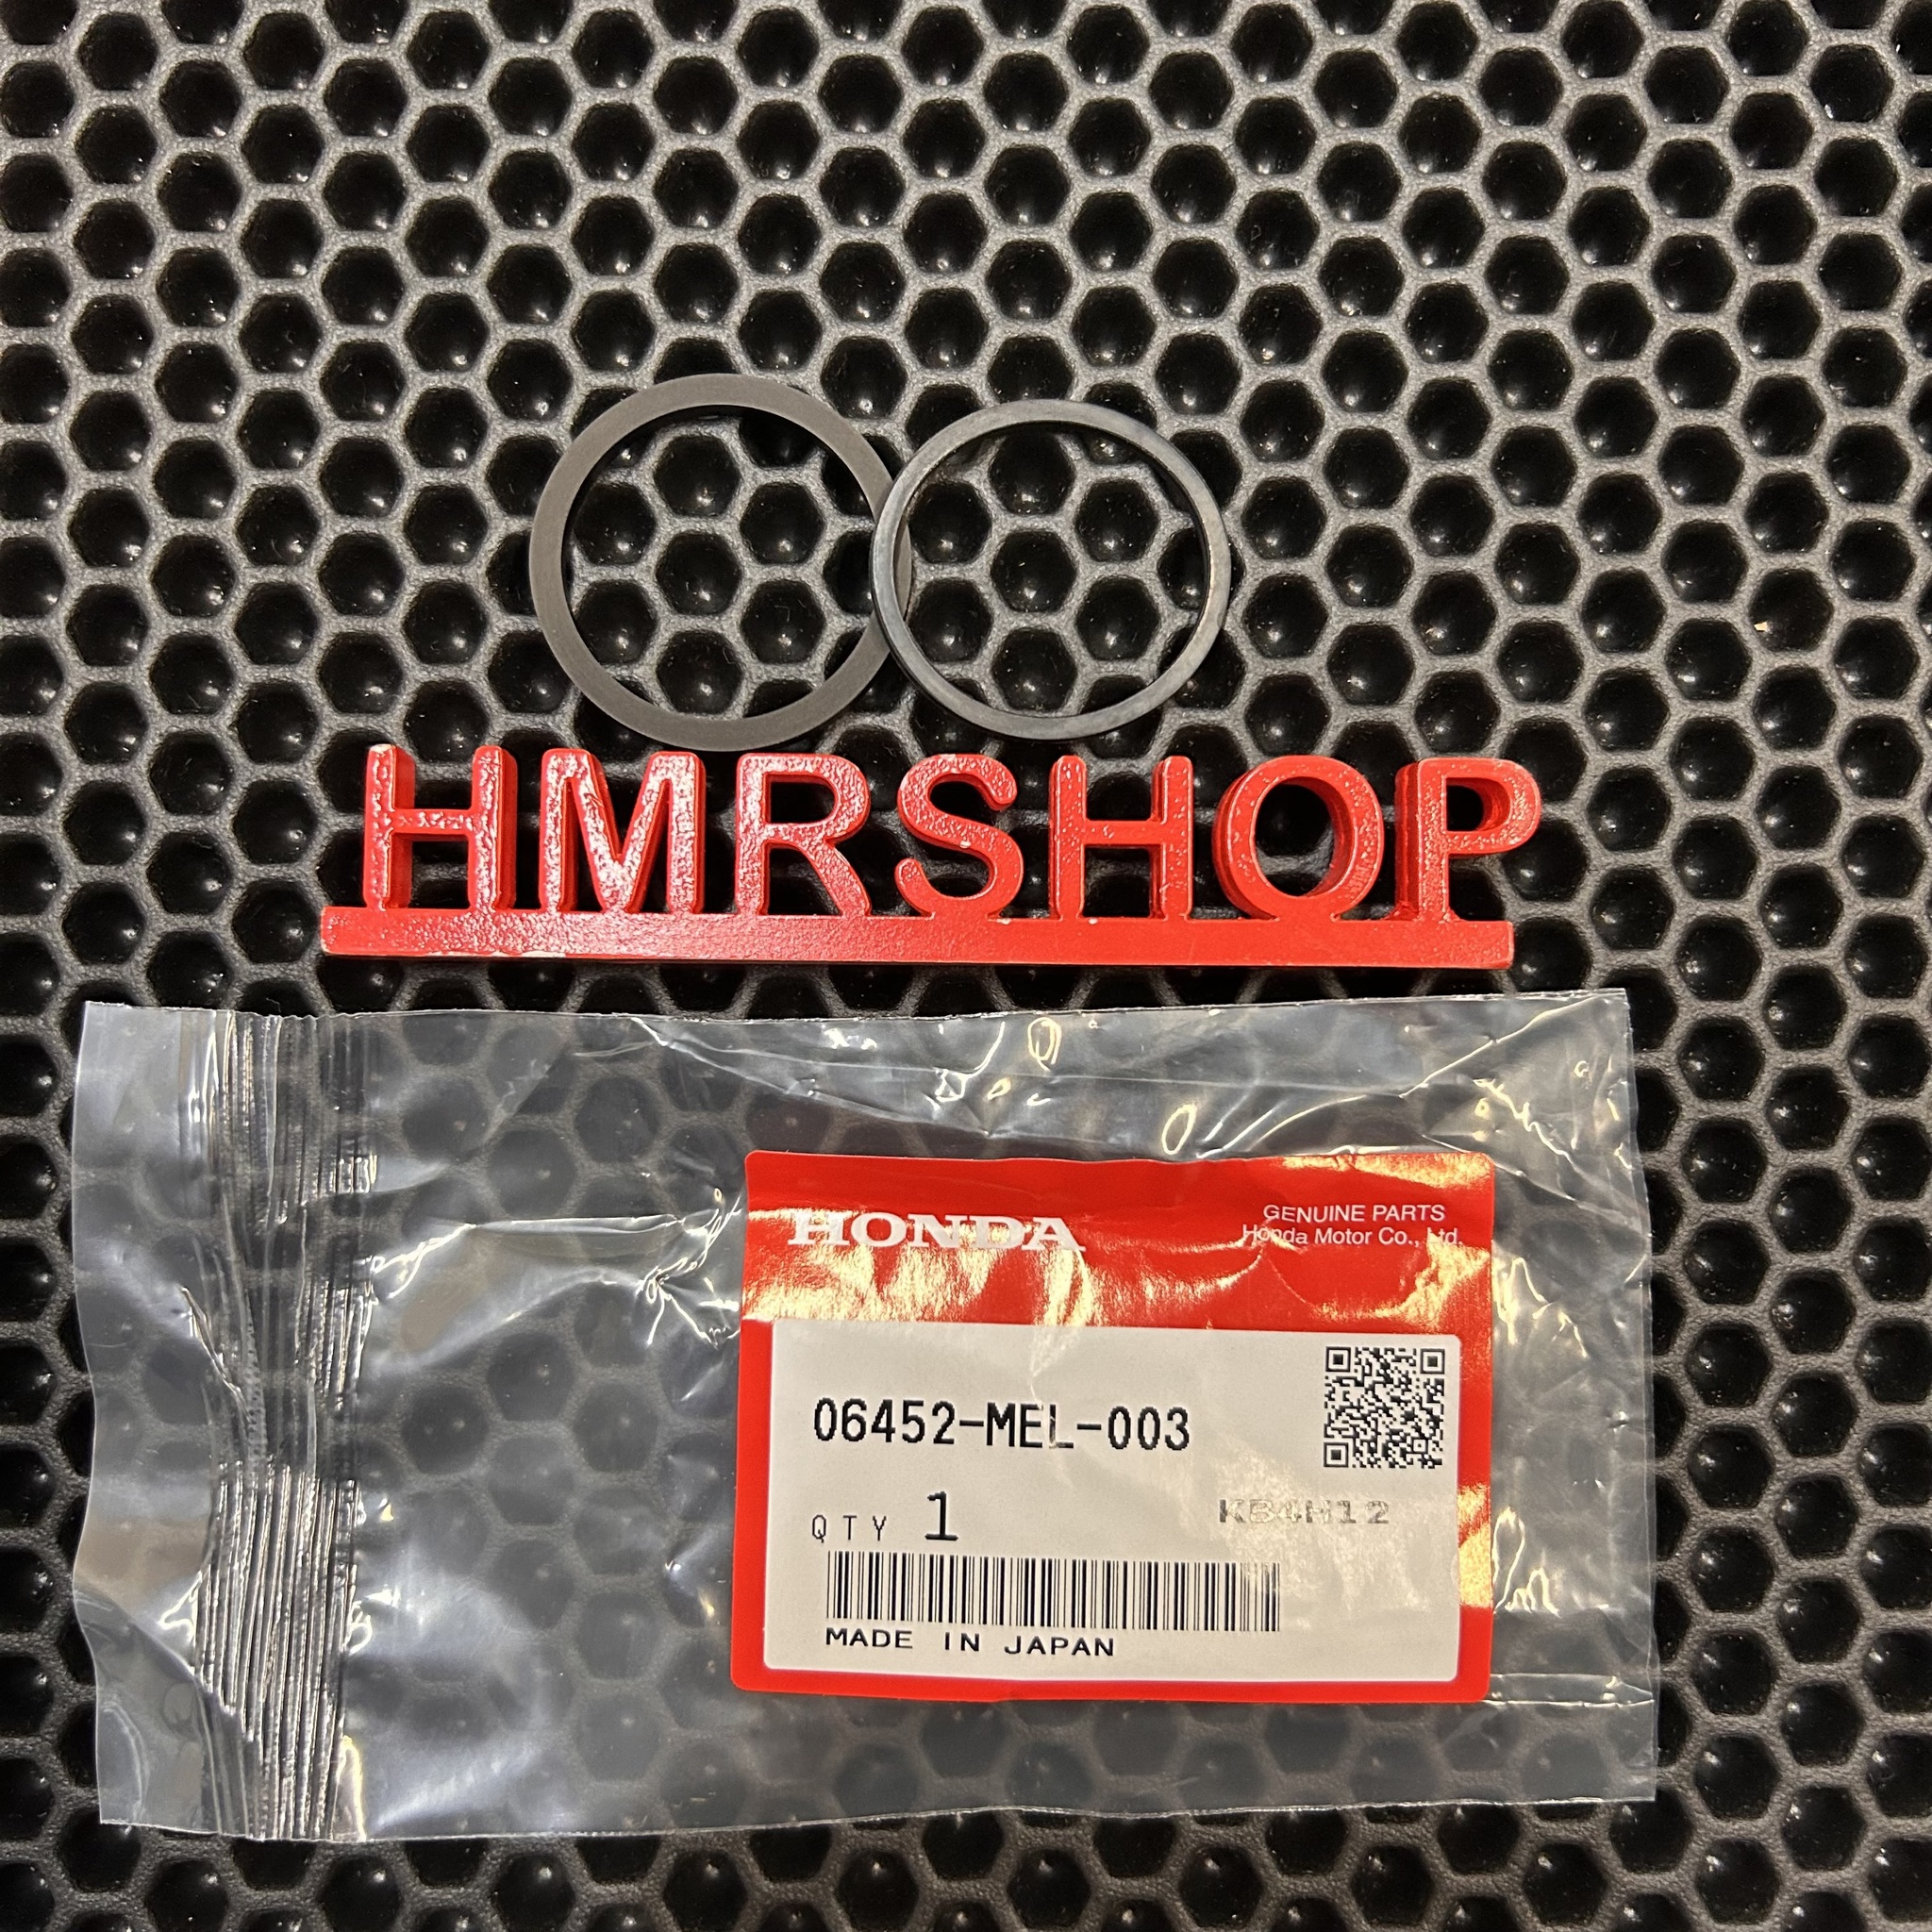 HMRSHOP
HONDA
GENUINE PARTS
Honda Motor Co., Ltd.
06452-MEL-003
QTY 1
KB4H12
MADE IN JAPAN